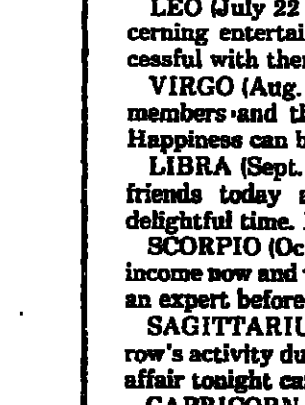 LEO (July 22
cerning entertai
cessful with the
VIRGO (Aug.
members and th
Happiness can b
LIBRA (Sept.
friends today a
delightful time.
SCORPIO (Oc
income now and
an expert before
SAGITTARIU
row's activity du
affair tonight ca
CAPRICORN